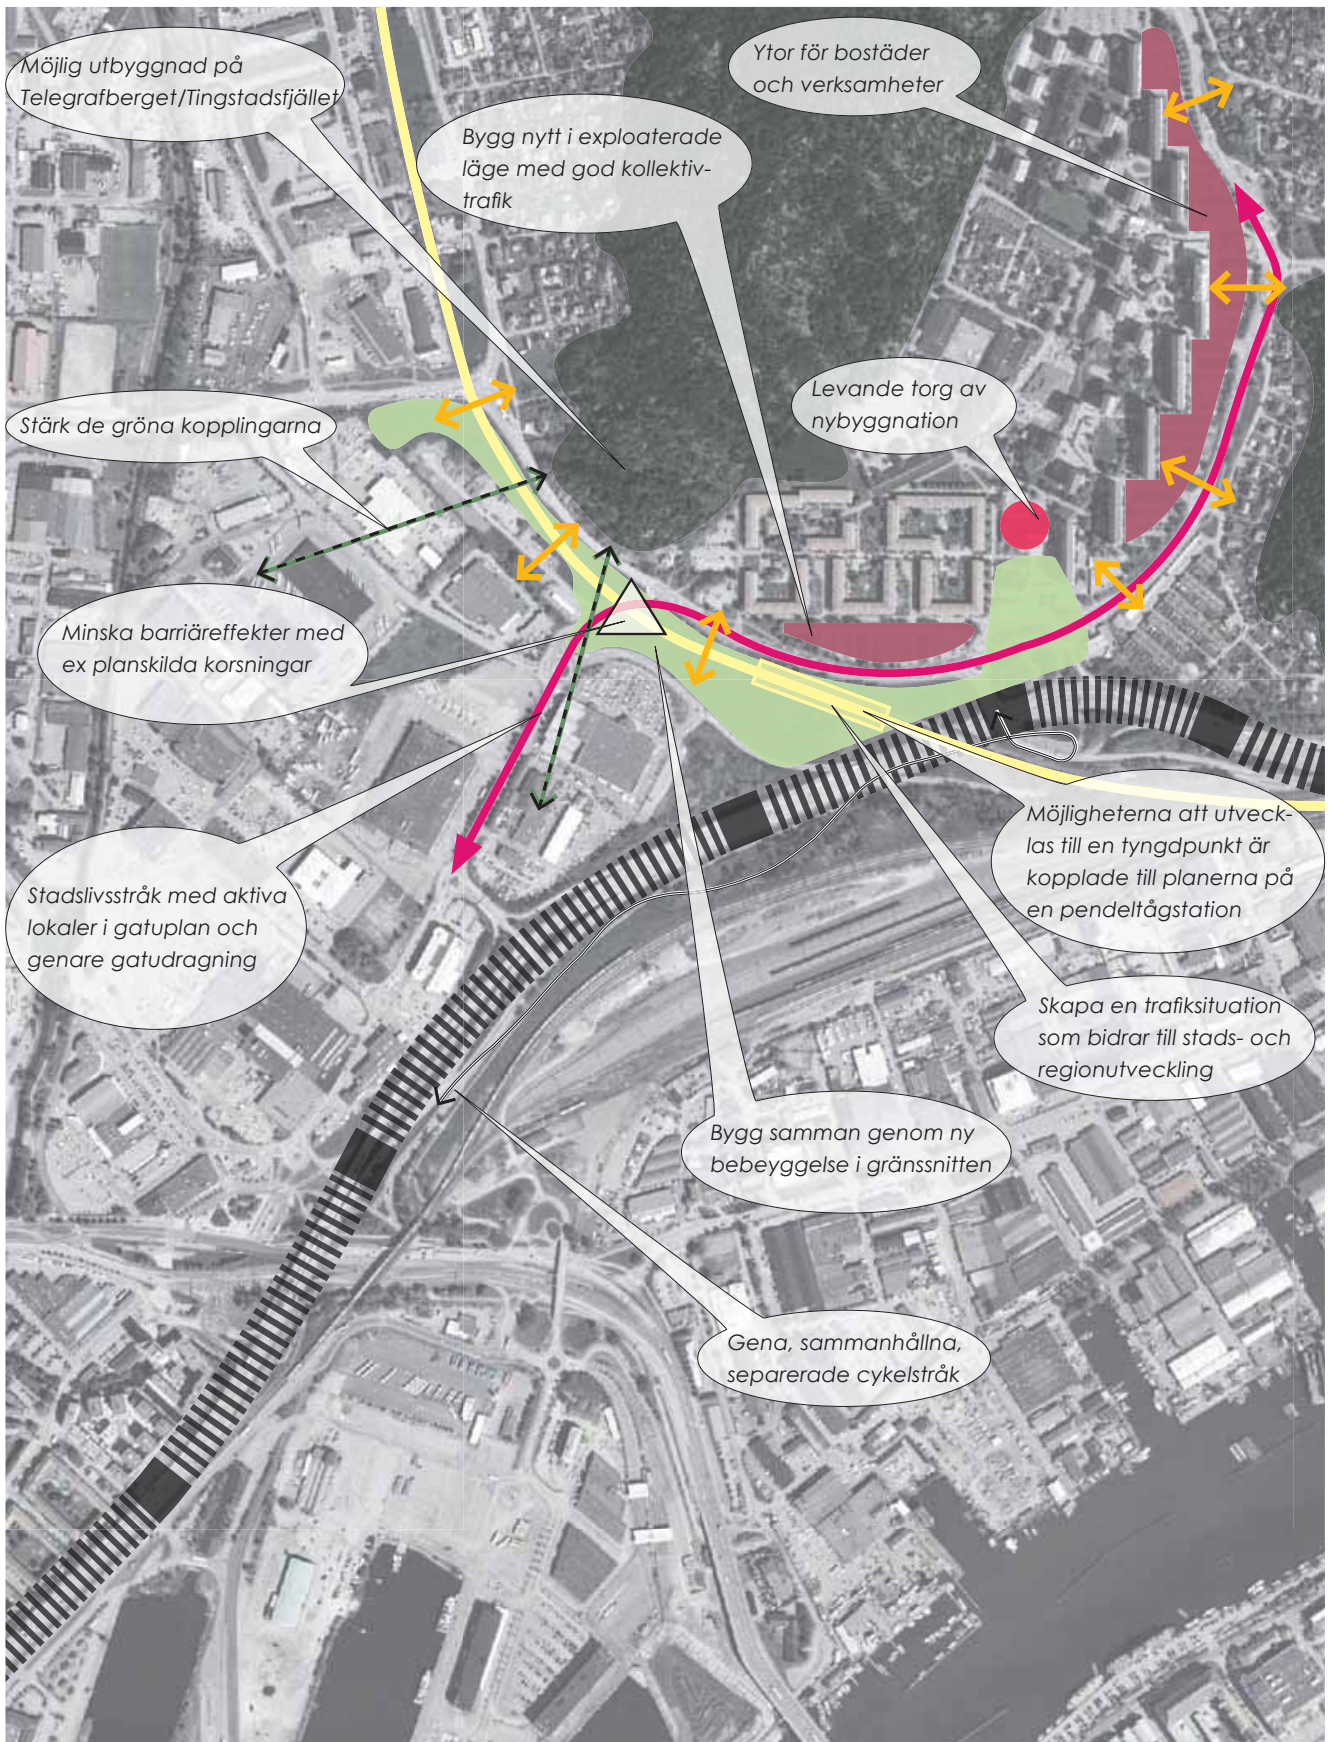 Möjlig utbyggnad på
Telegrafberget/Tingstadsfjället
Ytor för bostäder
och verksamheter
Bygg nytt i exploaterade
läge med god kollektiv-
trafik
Levande torg av
nybyggnation
Stärk de gröna kopplingarna
Minska barriäreffekter med
ex planskilda korsningar
Möjligheterna att utveck-
las till en tyngdpunkt är
kopplade till planerna på
en pendeltågstation
Stadslivsstråk med aktiva
lokaler i gatuplan och
genare gatudragning
Skapa en trafiksituation
som bidrar till stads- och
regionutveckling
Bygg samman genom ny
bebeyggelse i gränssnitten
Gena, sammanhållna,
separerade cykelstråk